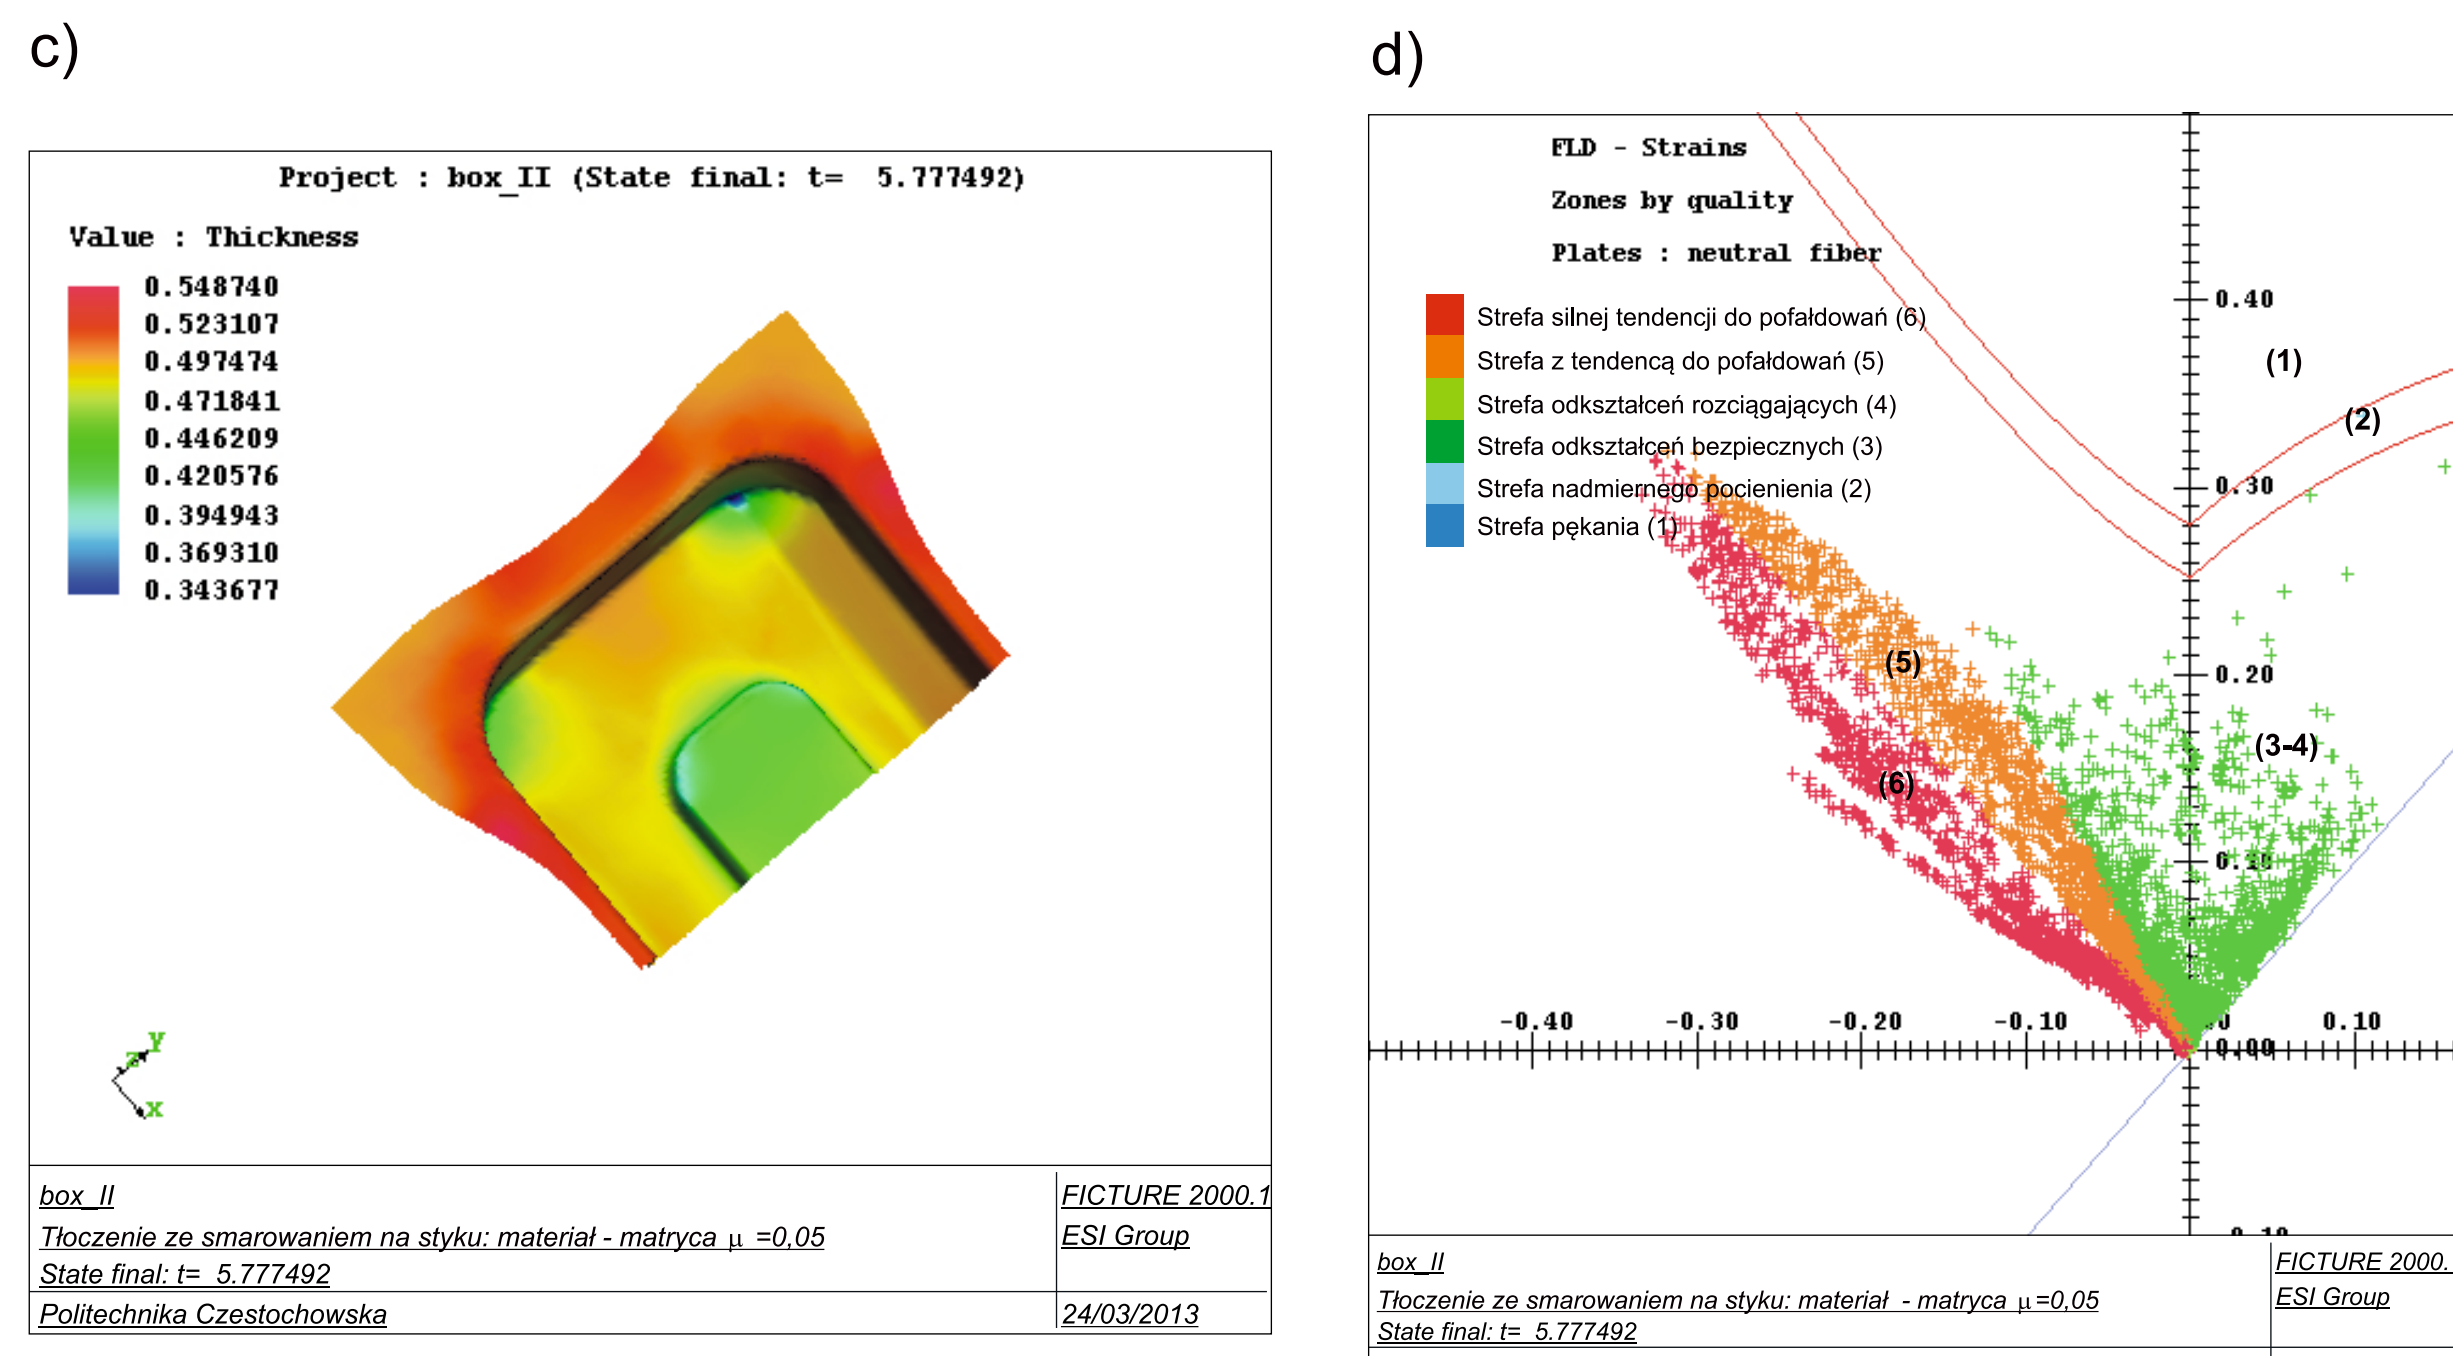 c)
Project : box_II (State final: t= 5.777492)
Value : Thickness
0.548740
0.523107
0.497474
0.471841
0.446209
0.420576
0.394943
0.369310
0.343677
y
z
x
box_II
Tłoczenie ze smarowaniem na styku: materiał - matryca μ =0,05
State final: t= 5.777492
Politechnika Czestochowska
FICTURE 2000.1
ESI Group
24/03/2013
d)
FLD - Strains
Zones by quality
Plates : neutral fiber
Strefa silnej tendencji do pofałdowań (6)
Strefa z tendencą do pofałdowań (5)
Strefa odkształceń rozciągających (4)
Strefa odkształceń bezpiecznych (3)
Strefa nadmiernego pocienienia (2)
Strefa pękania (1)
0.40
(1)
(2)
0.30
(5)
0.20
(3-4)
(6)
0.10
-0.40 -0.30 -0.20 -0.10 0.10
0.00
box_II
Tłoczenie ze smarowaniem na styku: materiał - matryca μ=0,05
State final: t= 5.777492
FICTURE 2000.
ESI Group